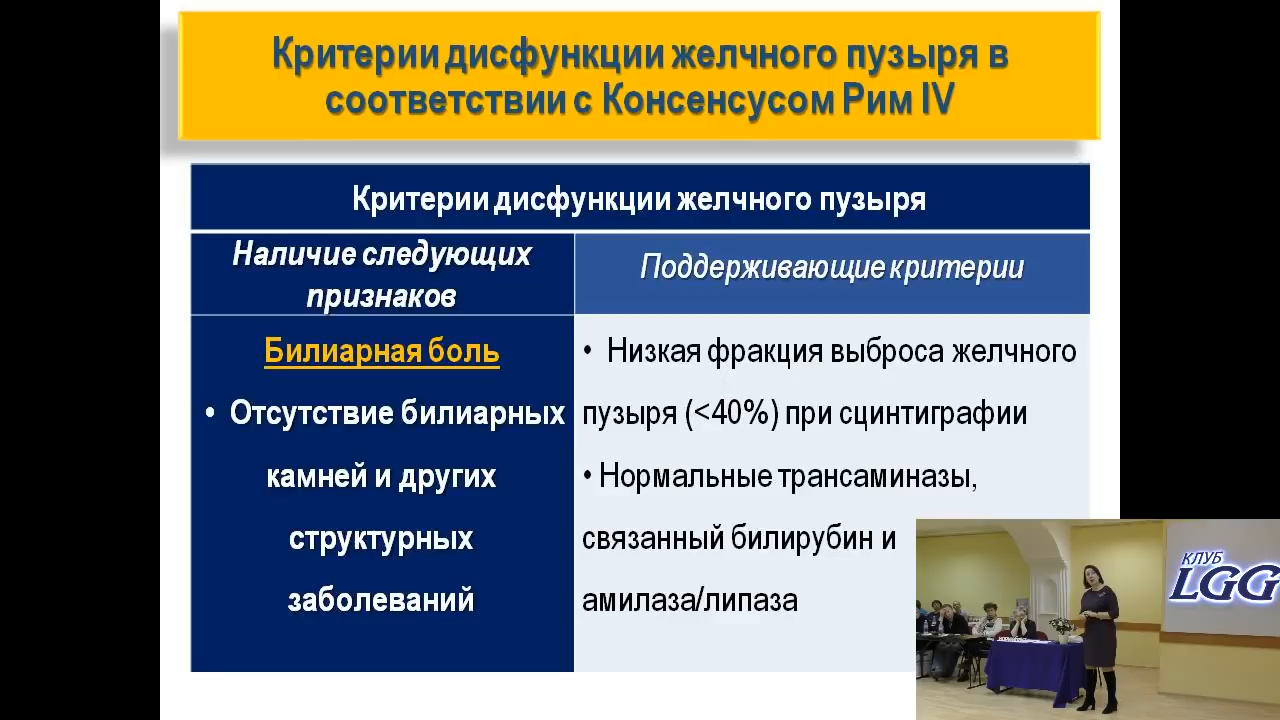 Критерии дисфункции желчного пузыря в
соответствии с Консенсусом Рим IV
Критерии дисфункции желчного пузыря
Наличие следующих
признаков
Поддерживающие критерии
Билиарная боль
• Отсутствие билиарных
камней и других
структурных
заболеваний
• Низкая фракция выброса желчного
пузыря (<40%) при сцинтиграфии
• Нормальные трансаминазы,
связанный билирубин и
амилаза/липаза
КЛУБ
LGG